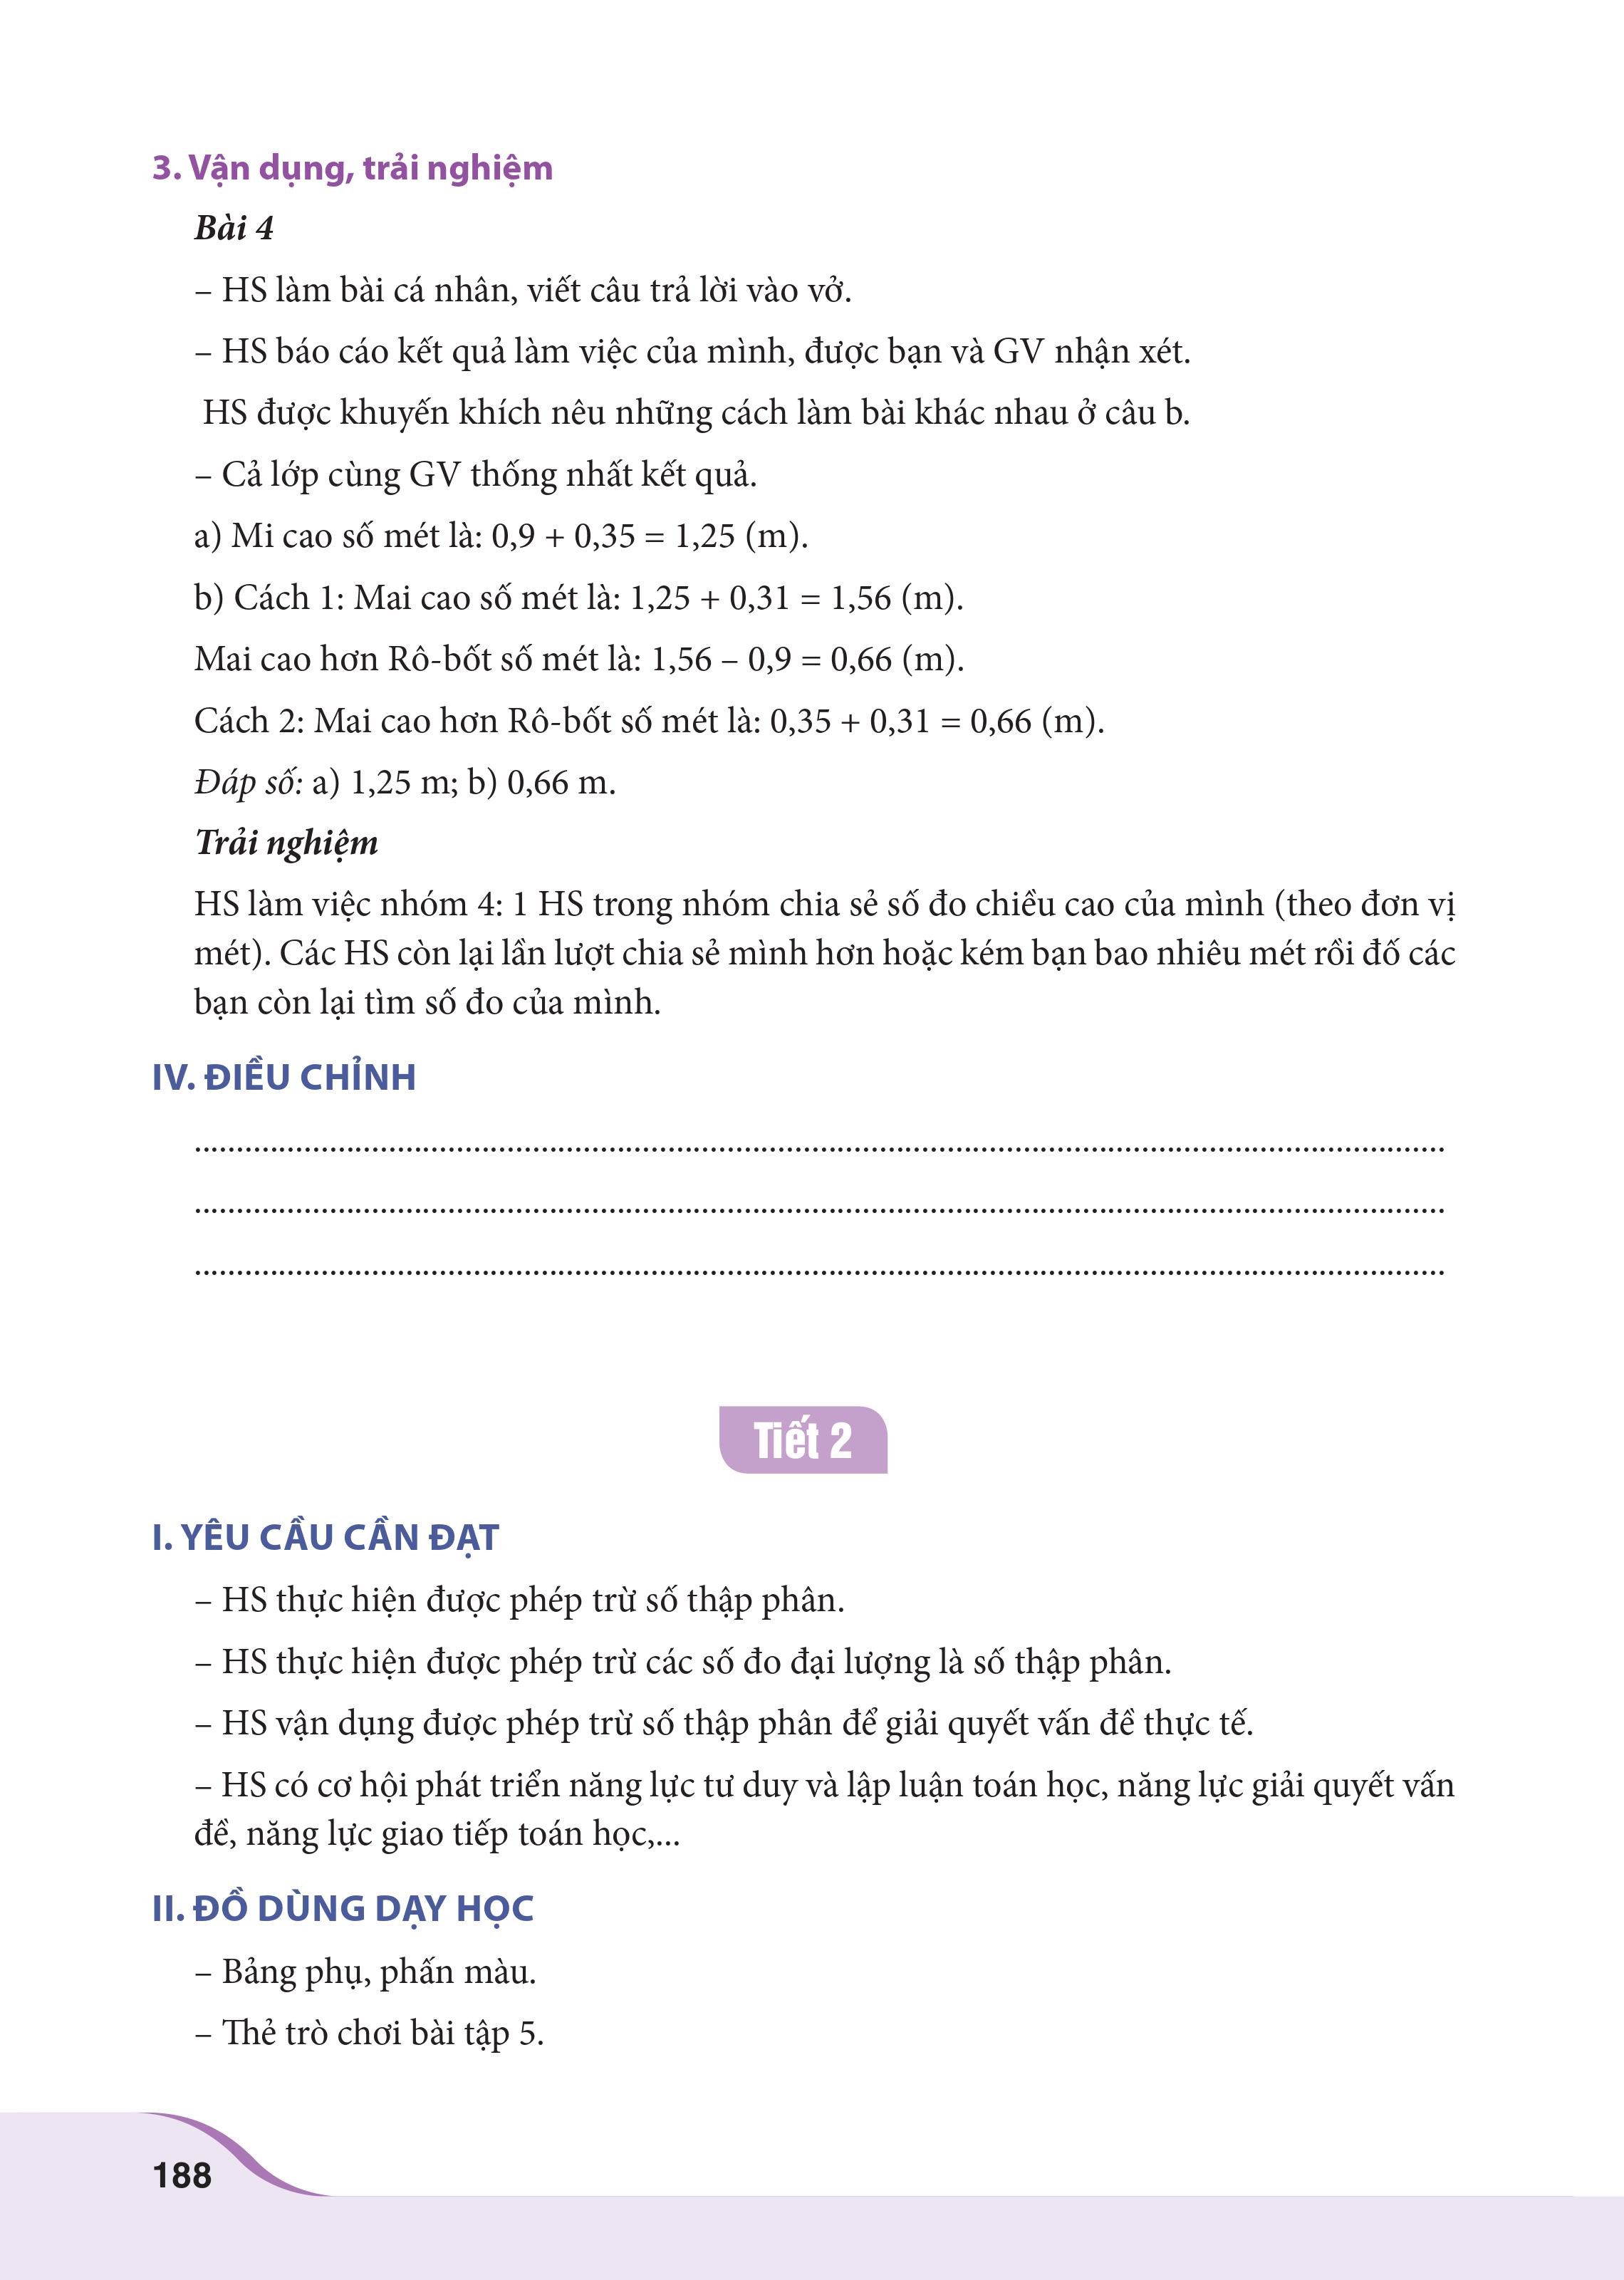 3. Vận dụng, trải nghiệm
Bài 4
– HS làm bài cá nhân, viết câu trả lời vào vở.
– HS báo cáo kết quả làm việc của mình, được bạn và GV nhận xét.
HS được khuyến khích nêu những cách làm bài khác nhau ở câu b.
– Cả lớp cùng GV thống nhất kết quả.
a) Mi cao số mét là: 0,9 + 0,35 = 1,25 (m).
b) Cách 1: Mai cao số mét là: 1,25 + 0,31 = 1,56 (m).
Mai cao hơn Rô-bốt số mét là: 1,56 – 0,9 = 0,66 (m).
Cách 2: Mai cao hơn Rô-bốt số mét là: 0,35 + 0,31 = 0,66 (m).
Đáp số: a) 1,25 m; b) 0,66 m.
Trải nghiệm
HS làm việc nhóm 4: 1 HS trong nhóm chia sẻ số đo chiều cao của mình (theo đơn vị
mét). Các HS còn lại lần lượt chia sẻ mình hơn hoặc kém bạn bao nhiêu mét rồi đố các
bạn còn lại tìm số đo của mình.
IV. ĐIỀU CHỈNH
....................................................................................................................................................
....................................................................................................................................................
....................................................................................................................................................
Tiết 2
I. YÊU CẦU CẦN ĐẠT
– HS thực hiện được phép trừ số thập phân.
– HS thực hiện được phép trừ các số đo đại lượng là số thập phân.
– HS vận dụng được phép trừ số thập phân để giải quyết vấn đề thực tế.
– HS có cơ hội phát triển năng lực tư duy và lập luận toán học, năng lực giải quyết vấn
đề, năng lực giao tiếp toán học,...
II. ĐỒ DÙNG DẠY HỌC
– Bảng phụ, phấn màu.
– Thẻ trò chơi bài tập 5.
188